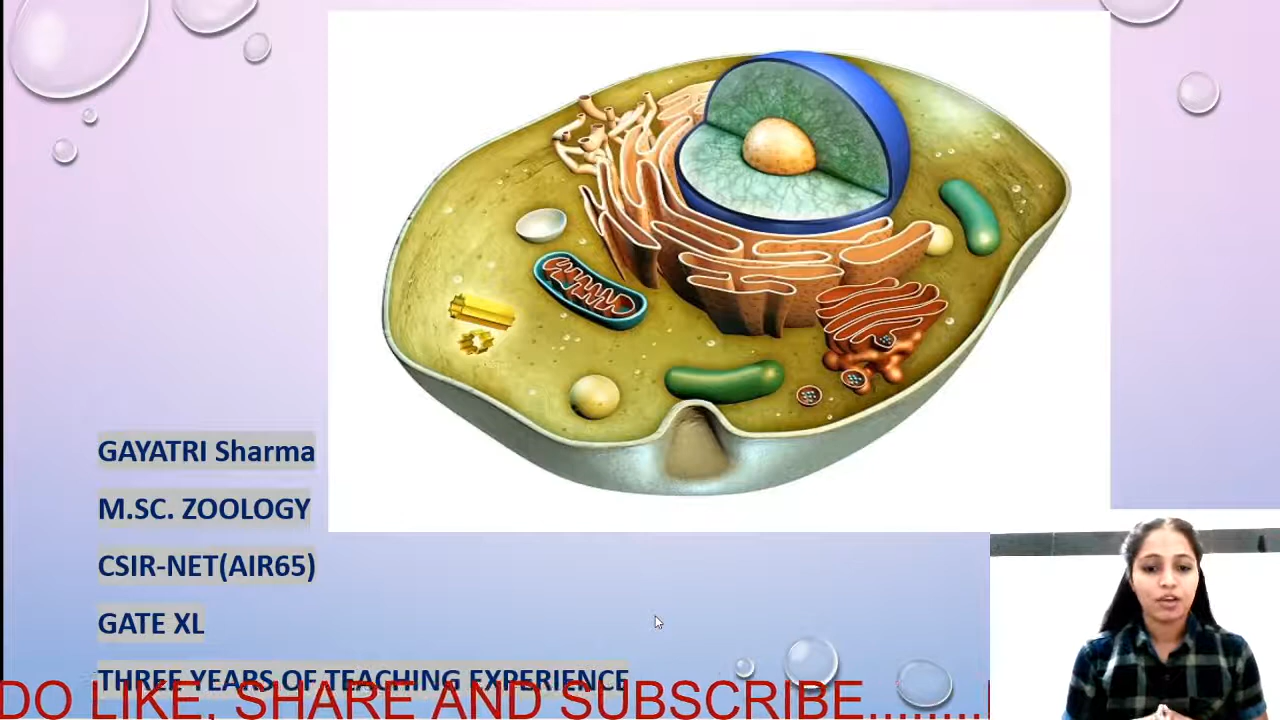 GAYATRI Sharma
M.SC. ZOOLOGY
CSIR-NET(AIR65)
GATE XL
THREE YEARS OF TEACHING EXPERIENCE
DO LIKE, SHARE AND SUBSCRIBE........